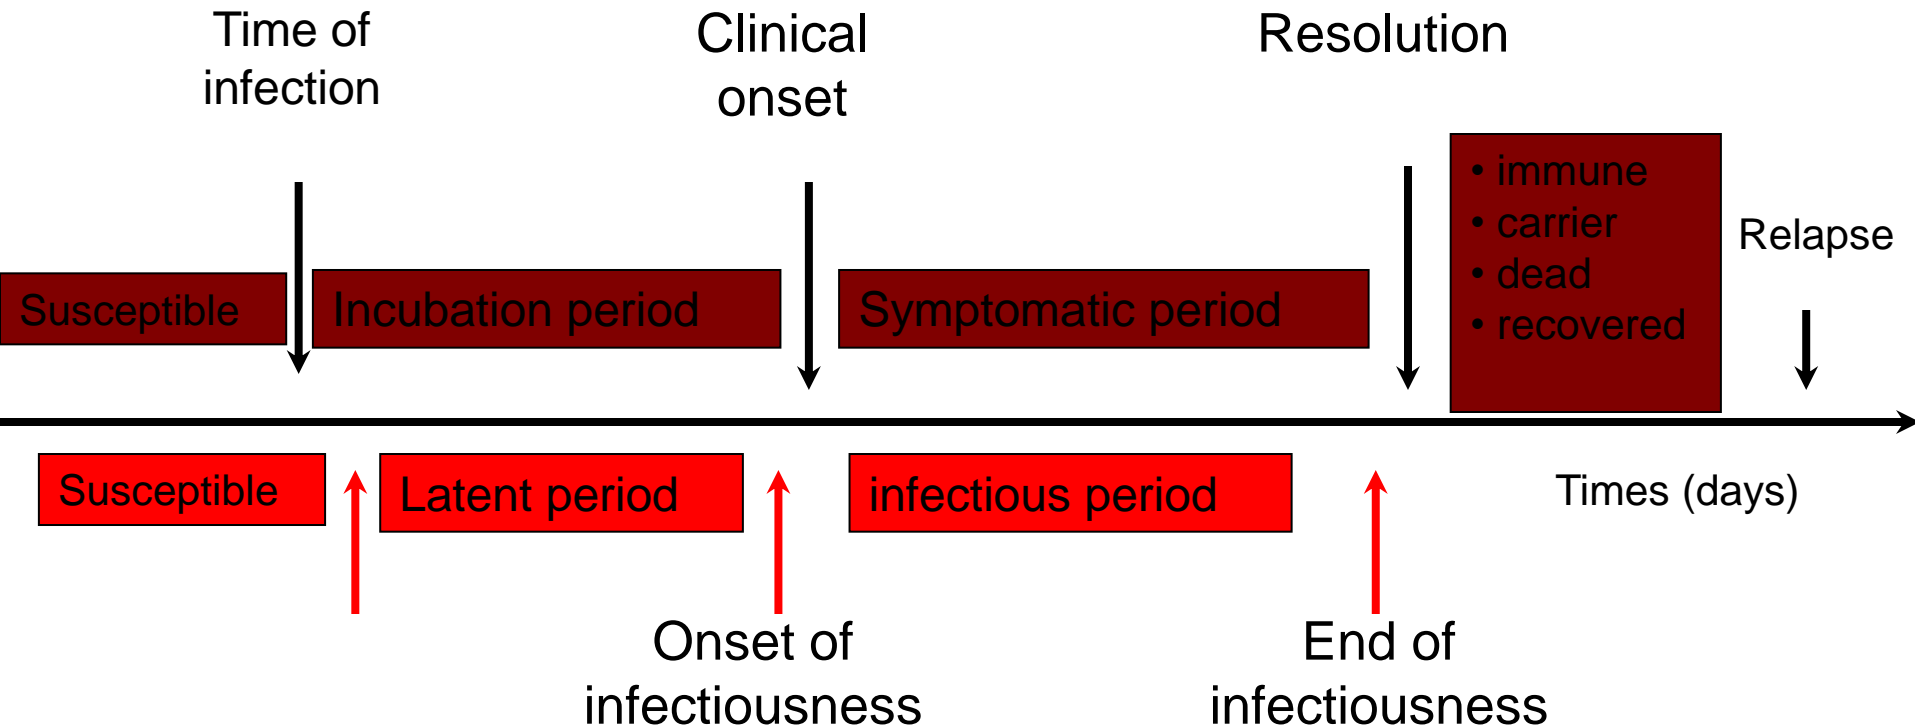 Time of
infection
Clinical
onset
Resolution
• immune
• carrier
• dead
• recovered
Relapse
Susceptible
Incubation period
Symptomatic period
Susceptible
Latent period
infectious period
Times (days)
Onset of
infectiousness
End of
infectiousness